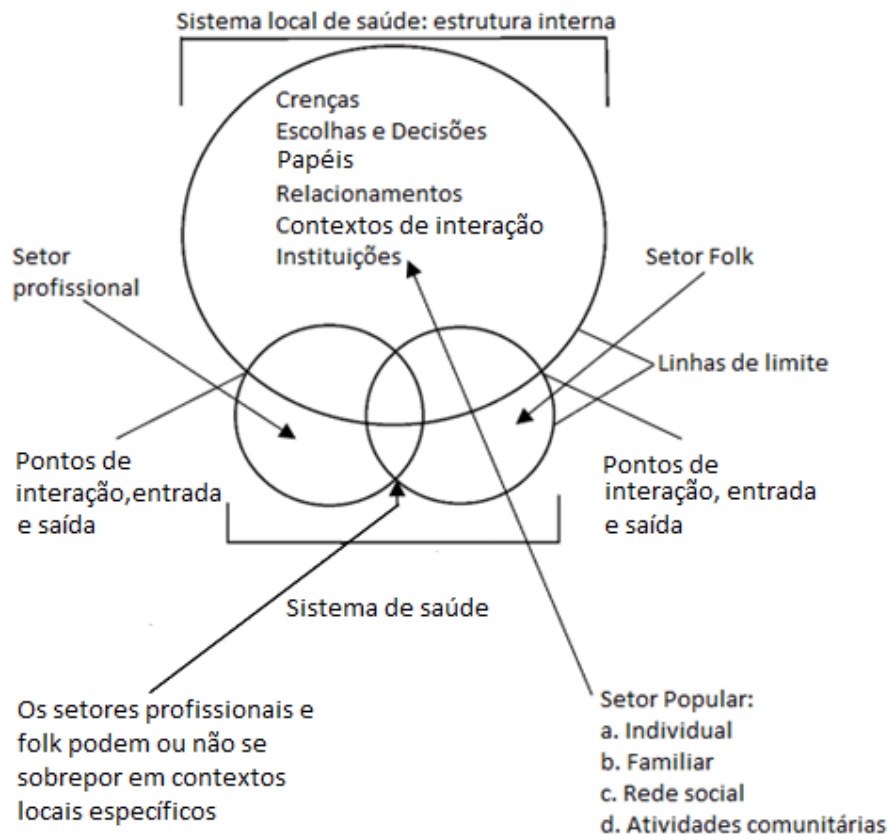 Sistema local de saúde: estrutura interna
Crenças
Escolhas e Decisões
Papéis
Relacionamentos
Contextos de interação
Instituições
Setor
profissional
Setor Folk
Linhas de limite
Pontos de
interação,entrada
e saída
Pontos de
interação, entrada
e saída
Sistema de saúde
Os setores profissionais e
folk podem ou não se
sobrepor em contextos
locais específicos
Setor Popular:
a. Individual
b. Familiar
c. Rede social
d. Atividades comunitárias